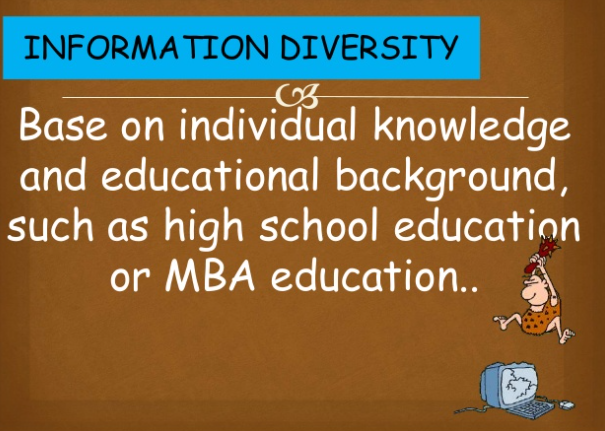 INFORMATION DIVERSITY
Base on individual knowledge
and educational background,
such as high school education
or MBA education..